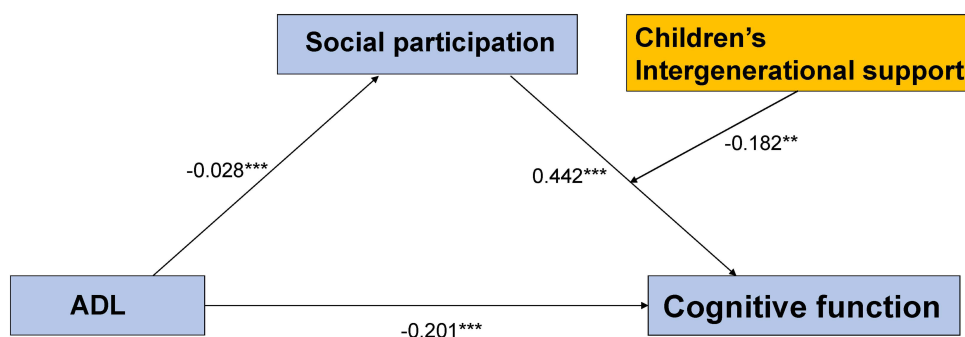 Social participation
Children's
Intergenerational support
-0.028***
0.442***
-0.182**
ADL
-0.201***
Cognitive function